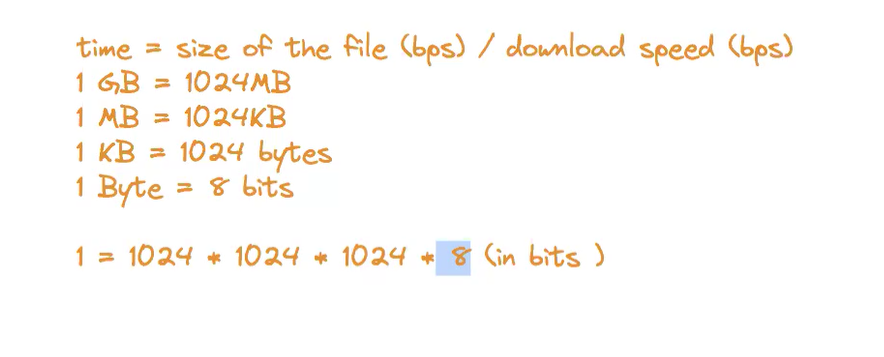 time = size of the file (bps) / download speed (bps)
1 GB = 1024MB
1 MB = 1024KB
1 KB = 1024 bytes
1 Byte = 8 bits
1 = 1024 * 1024 * 1024 * 8 (in bits )